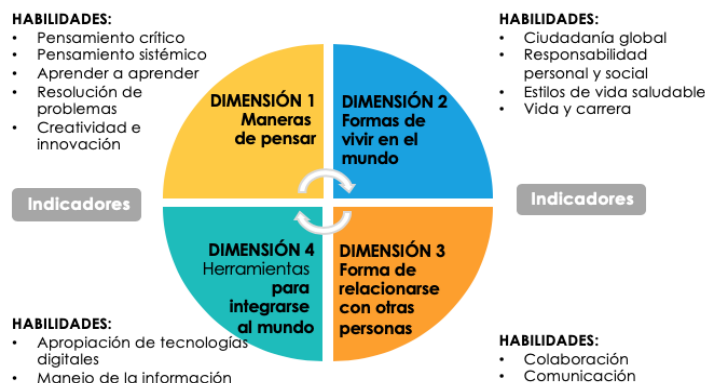 HABILIDADES:
• Pensamiento crítico
• Pensamiento sistémico
• Aprender a aprender
• Resolución de
problemas
• Creatividad e
innovación
HABILIDADES:
• Ciudadanía global
• Responsabilidad
personal y social
• Estilos de vida saludable
• Vida y carrera
DIMENSIÓN 1
Maneras
de pensar
DIMENSIÓN 2
Formas de
vivir en el
mundo
Indicadores
Indicadores
DIMENSIÓN 4
Herramientas
para
integrarse
al mundo
DIMENSIÓN 3
Forma de
relacionarse
con otras
personas
HABILIDADES:
• Apropiación de tecnologías
digitales
• Manejo de la información
HABILIDADES:
• Colaboración
• Comunicación